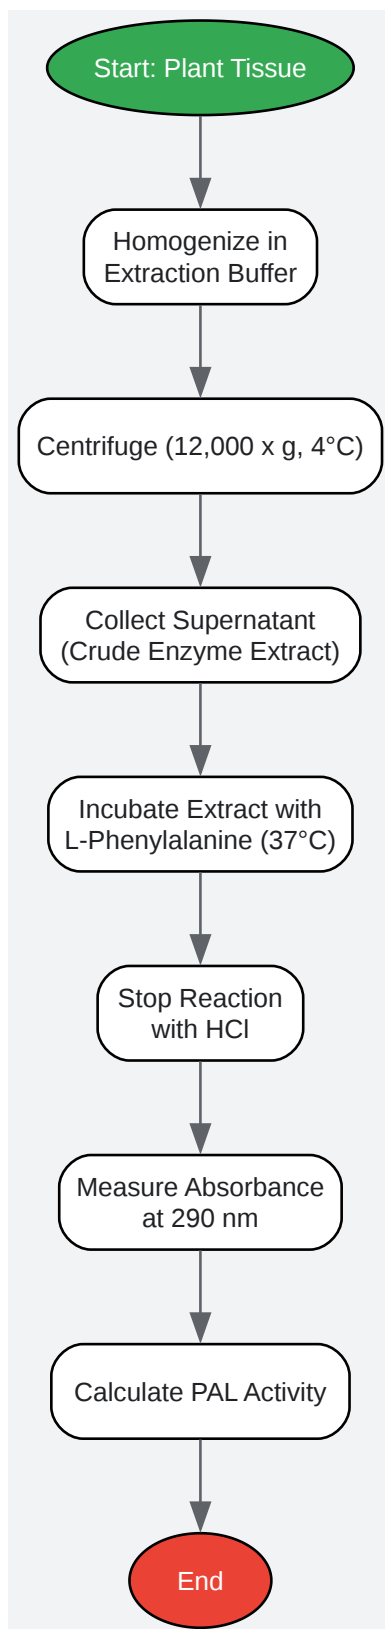 Start: Plant Tissue
Homogenize in
Extraction Buffer
Centrifuge (12,000 x g, 4°C)
Collect Supernatant
(Crude Enzyme Extract)
Incubate Extract with
L-Phenylalanine (37°C)
Stop Reaction
with HCl
Measure Absorbance
at 290 nm
Calculate PAL Activity
End